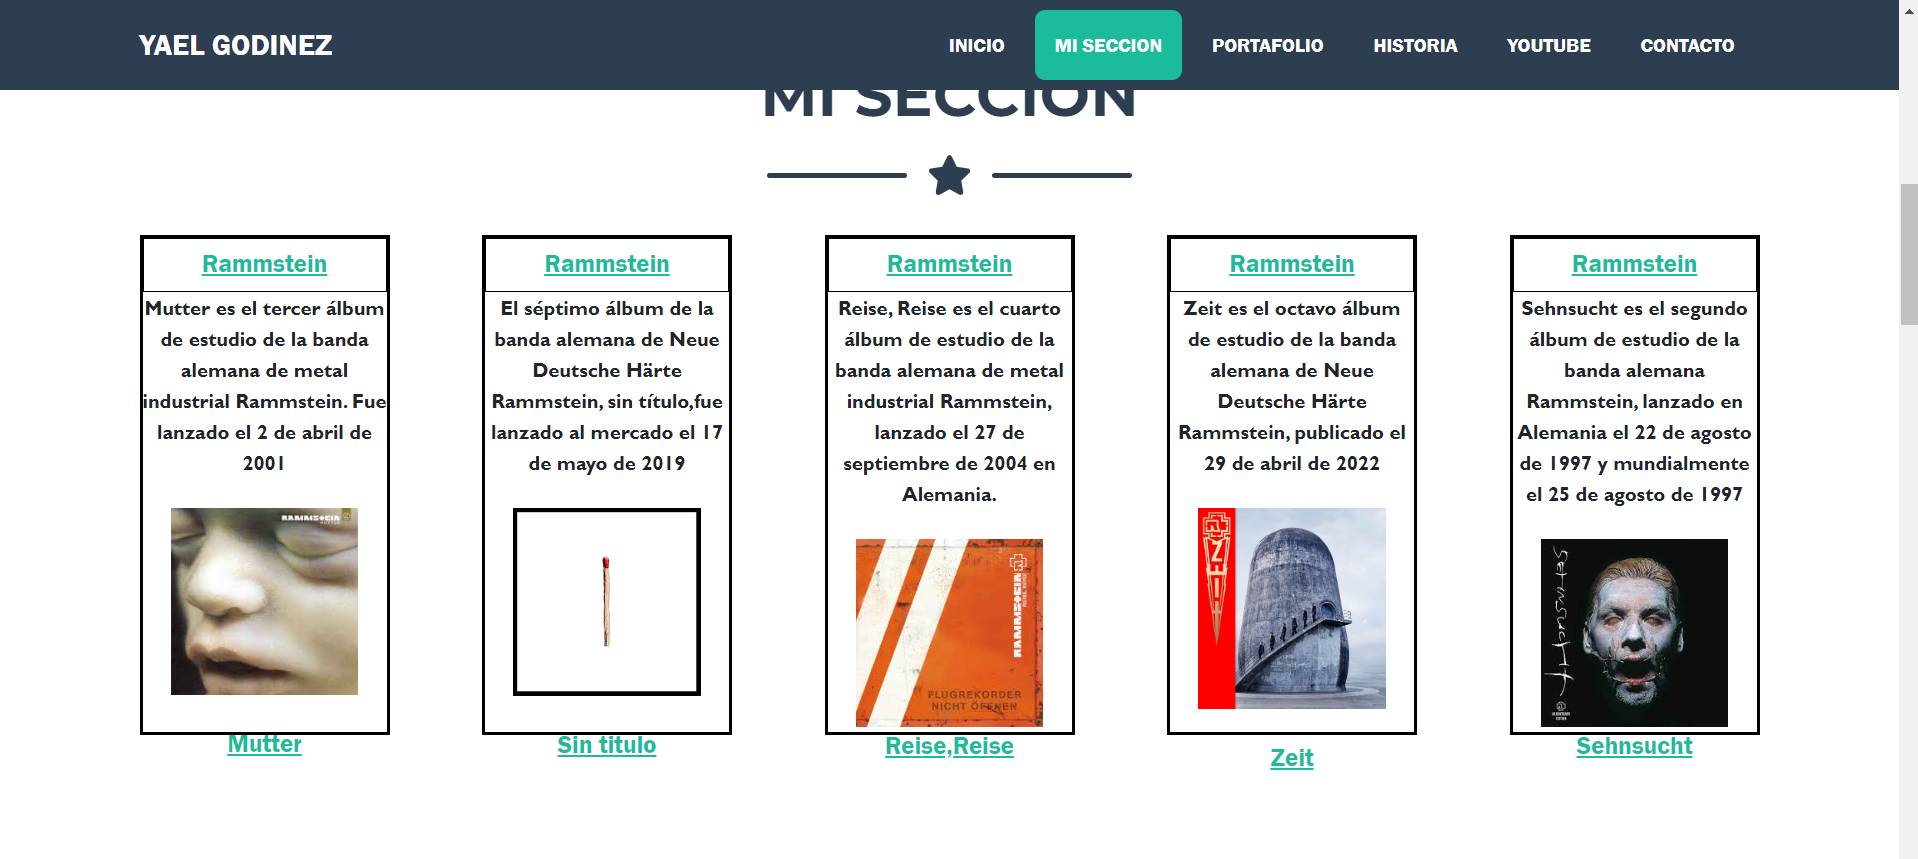 YAEL GODINEZ
INICIO
MI SECCION
PORTAFOLIO
HISTORIA
YOUTUBE
CONTACTO
MI SECCION
Rammstein
Mutter es el tercer álbum
de estudio de la banda
alemana de metal
industrial Rammstein. Fue
lanzado el 2 de abril de
2001
RAMMSTEIN
Mutter
Rammstein
El séptimo álbum de la
banda alemana de Neue
Deutsche Härte
Rammstein, sin título,fue
lanzado al mercado el 17
de mayo de 2019
Sin titulo
Rammstein
Reise, Reise es el cuarto
álbum de estudio de la
banda alemana de metal
industrial Rammstein,
lanzado el 27 de
septiembre de 2004 en
Alemania.
RAMMSTEIN
REISE, REISE
FLUGREKORDER
NICHT ÖFFNEN
Reise,Reise
Rammstein
Zeit es el octavo álbum
de estudio de la banda
alemana de Neue
Deutsche Härte
Rammstein, publicado el
29 de abril de 2022
ZEIT
Zeit
Rammstein
Sehnsucht es el segundo
álbum de estudio de la
banda alemana
Rammstein, lanzado en
Alemania el 22 de agosto
de 1997 y mundialmente
el 25 de agosto de 1997
Sehnsucht
Sehnsucht